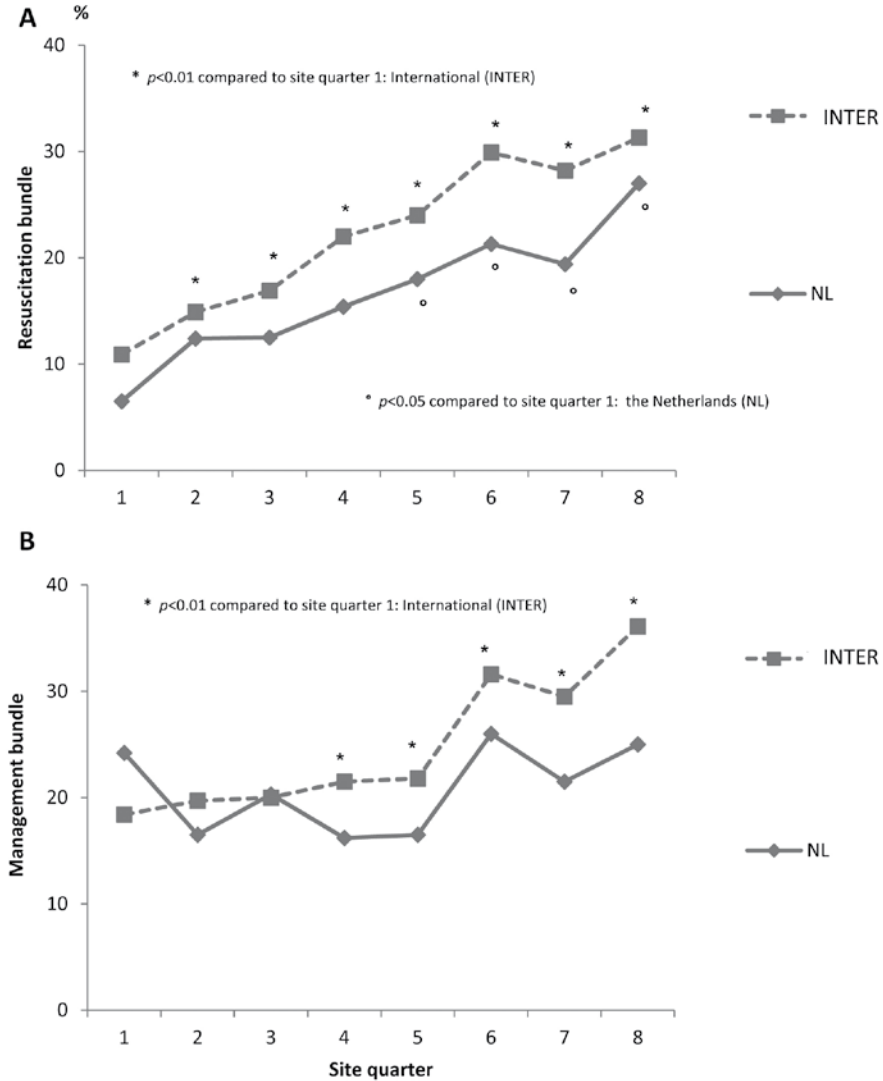 A
%
40
* p<0.01 compared to site quarter 1: International (INTER)
INTER
30
Resuscitation bundle
20
NL
10
° p<0.05 compared to site quarter 1: the Netherlands (NL)
0
1 2 3 4 5 6 7 8
B
40
* p<0.01 compared to site quarter 1: International (INTER)
INTER
30
Management bundle
20
NL
10
0
1 2 3 4 5 6 7 8
Site quarter